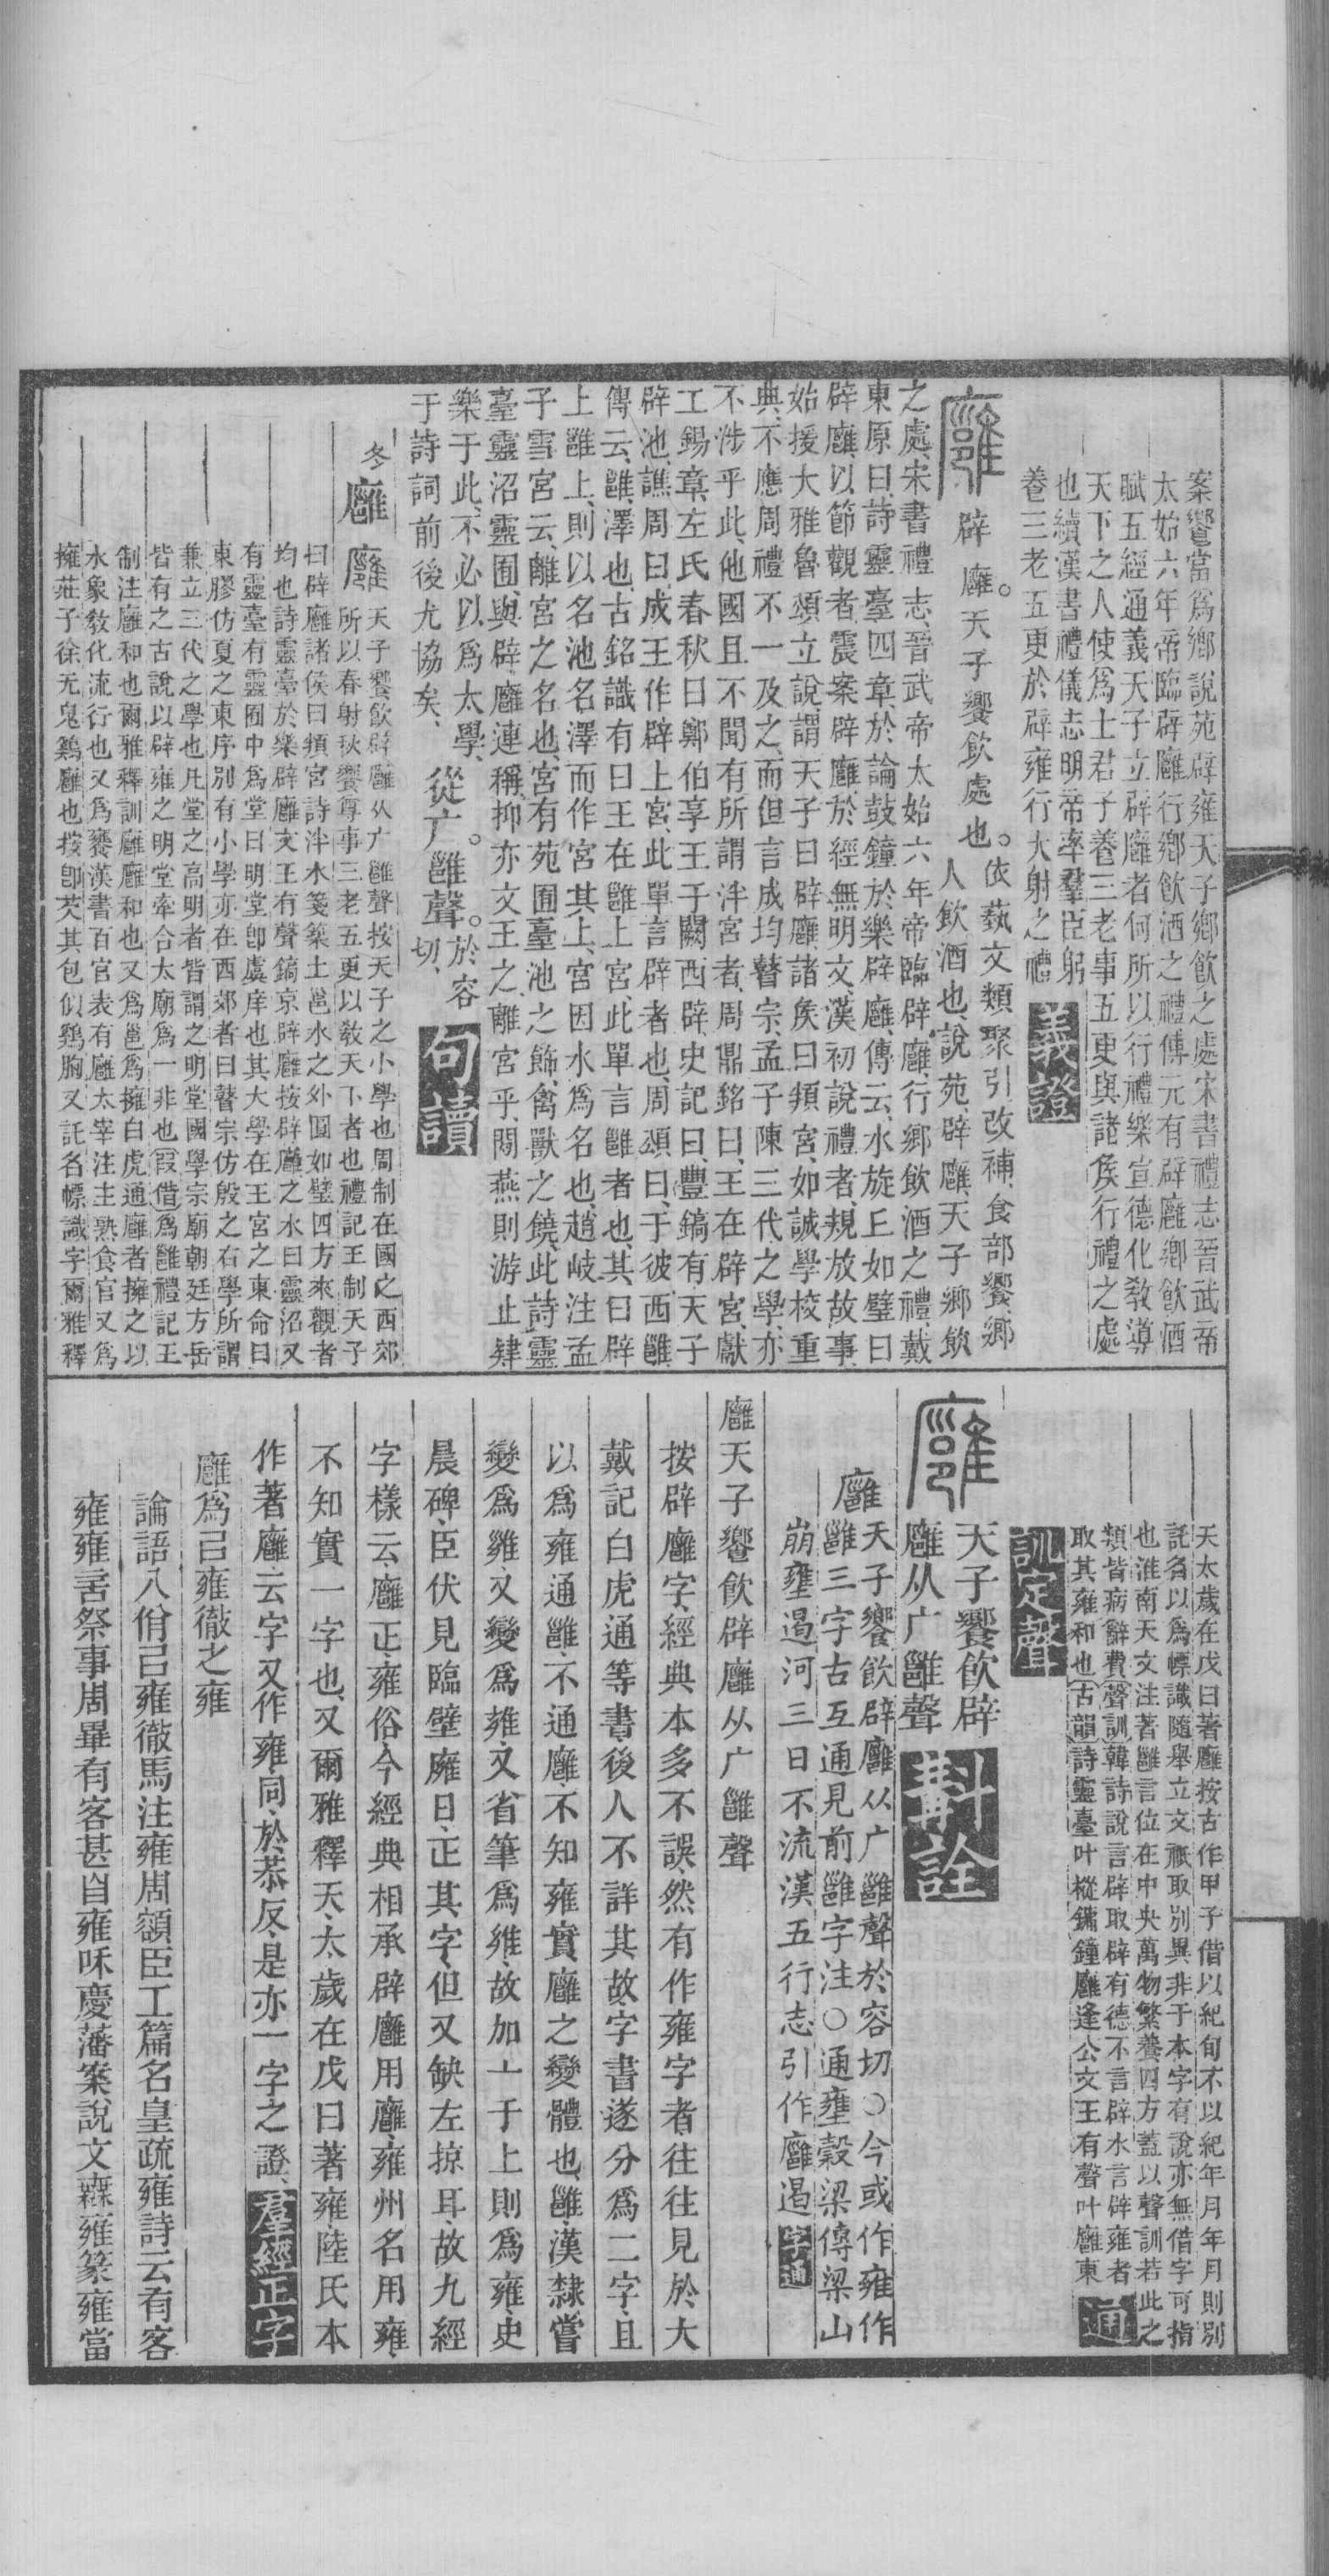 案饗當爲鄉說苑辟雍天子鄉飲之處宋書禮志晉武帝
太始六年帝臨辟廱行鄉飲酒之禮傅元有辟廱鄉飲酒
賦五經通義天子立辟廱者何所以行禮樂宣德化教導
天下之人使爲士君子養三老事五更與諸矦行禮之處
也續漢書禮儀志明帝率羣臣躬
養三老五更於辟雍行大射之禮
義證
廱
辟廱。天子饗飲處也。依藝文類聚引改補、食部饗、鄉
人飲酒也、說苑、辟廱、天子鄉飲
之處、宋書禮志、晉武帝太始六年帝臨辟廱、行鄉飲酒之禮、戴
東原曰、詩靈臺四章、於論鼓鐘、於樂辟廱、傳云、水旋丘如璧曰
辟廱、以節觀者、震案辟廱、於經無明文、漢初說禮者、規放故事、
始援大雅魯頌立說、謂天子曰辟廱、諸矦曰頖宮、如誠學校重
典、不應周禮不一及之、而但言成均瞽宗、孟子陳三代之學、亦
不涉乎此、他國且不聞有所謂泮宮者、周鼎銘曰、王在辟宮、獻
工錫章、左氏春秋曰鄭伯享王于闕西辟、史記曰、豐鎬有天子
辟池、譙周曰、成王作辟上宮、此單言辟者也、周頌曰、于彼西雝、
傳云、雝、澤也、古銘識有曰王在雝上宮、此單言雝者也、其曰辟
上雝上、則以名池名澤、而作宮其上、宮因水爲名也、趙岐注孟
子雪宮云、離宮之名也、宮有苑囿臺池之飾、禽獸之饒、此詩靈
臺靈沼靈囿、與辟廱連稱、抑亦文王之離宮乎、閒燕則游止肄
樂于此、不必以爲太學、
于詩詞前後尤協矣、
從广。雝聲。於容
切、
句讀
冬廱廱天子饗飲辟廱从广雝聲按天子之小學也周制在國之西郊
所以春射秋饗尊事三老五更以教天下者也禮記王制天子
曰辟廱諸侯曰頖宮詩泮水箋築土邕水之外圓如璧四方來觀者
均也詩靈臺於樂辟廱文王有聲鎬京辟廱按辟廱之水曰靈沼又
有靈臺有靈囿中爲堂曰明堂卽虞庠也其大學在王宮之東命曰
東膠仿夏之東序別有小學亦在西郊者曰瞽宗仿殷之右學所謂
兼立三代之學也凡堂之高明者皆謂之明堂國學宗廟朝廷方岳
皆有之古說以辟雍之明堂牽合太廟爲一非也叚借爲雝禮記王
制注廱和也爾雅釋訓廱廱和也又爲邕爲擁白虎通廱者擁之以
水象敎化流行也又爲饔漢書百官表有廱太宰注主熟食官又爲
擁莊子徐无鬼鷄廱也按卽芡其包似鷄胸又託名幖識字爾雅釋
天太歲在戊曰著廱按古作甲子借以紀旬不以紀年月年月則別
託名以爲幖識隨舉立文祇取別異非于本字有說亦無借字可指
也淮南天文注著雝言位在中央萬物繁養四方蓋以聲訓若此之
類皆病辭費聲訓韓詩說言辟取辟有德不言辟水言辟雍者
取其雍和也古韻詩靈臺叶樅鏞鐘廱逢公文王有聲叶廱東
通
訓定聲
廱
天子饗飲辟
廱从广雝聲
斠詮
廱天子饗飲辟廱从广雝聲於容切○今或作雍作
雝三字古互通見前雝字注○通壅穀梁傳梁山
崩壅遏河三日不流漢五行志引作廱遏
字通
廱天子饗飲辟廱从广雝聲
按辟廱字、經典本多不誤、然有作雍字者、往往見於大
戴記白虎通等書、後人不詳其故、字書遂分爲二字、且
以爲雍通雝、不通廱、不知雍實廱之變體也、雝、漢隸嘗
變爲雖、又變爲雍、又省筆爲雍、故加亠于上則爲雍、史
晨碑、臣伏見臨壁廱日、正其字、但又缺左掠耳、故九經
字樣云、廱正、雍俗、今經典相承辟廱用廱、雍州名用雍、
不知實一字也、又爾雅釋天、太歲在戊曰著雍、陸氏本
作著廱、云字又作雍、同、於恭反、是亦一字之證、
羣經正字
廱爲㠯雍徹之雍
論語八佾㠯雍徹馬注雍周頌臣工篇名皇疏雍詩云有客
雍雍言祭事周畢有客甚自雍咊慶藩案說文森雍篆雍當